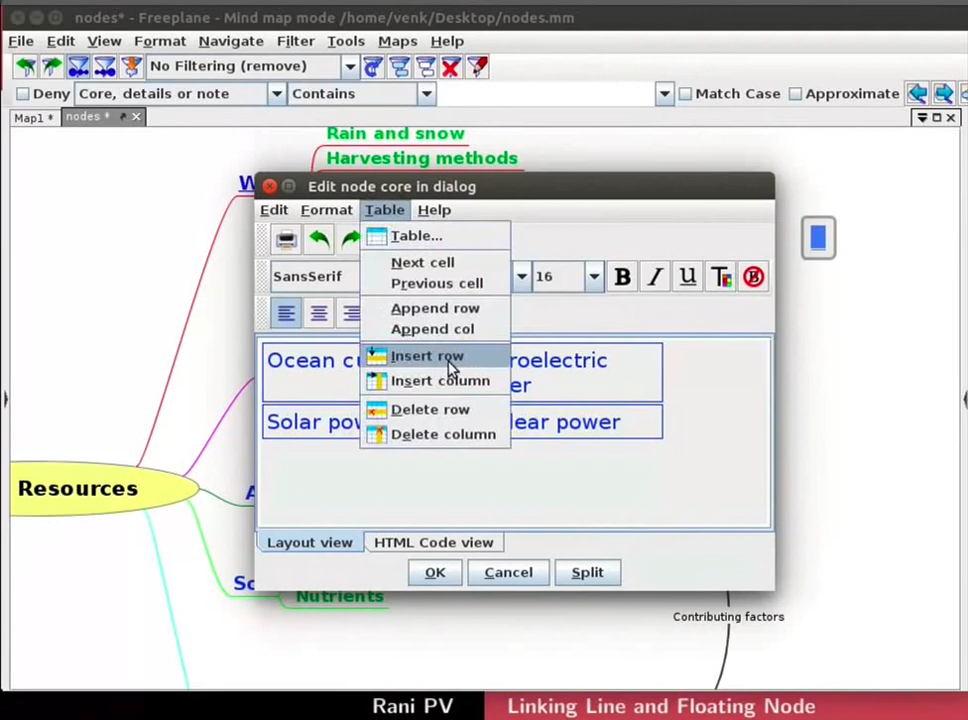 nodes* - Freeplane - Mind map mode /home/venk/Desktop/nodes.mm
File Edit View Format Navigate Filter Tools Maps Help
No Filtering (remove)
Deny Core, details or note Contains Match Case Approximate
Map1 * nodes *
Rain and snow
Harvesting methods
W
Edit node core in dialog
Edit Format Table Help
Table...
Next cell
SansSerif 16 B I U T
Previous cell
Append row
Append col
Insert row
Insert column
Delete row
Delete column
Ocean cu roelectric
er
Solar pow lear power
Resources
Layout view HTML Code view
OK Cancel Split
So
Nutrients
Contributing factors
Rani PV Linking Line and Floating Node